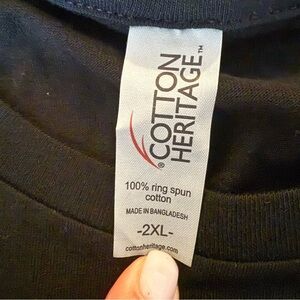 COTTON
HERITAGE™
®
100% ring spun
cotton
MADE IN BANGLADESH
-2XL-
cottonheritage.com